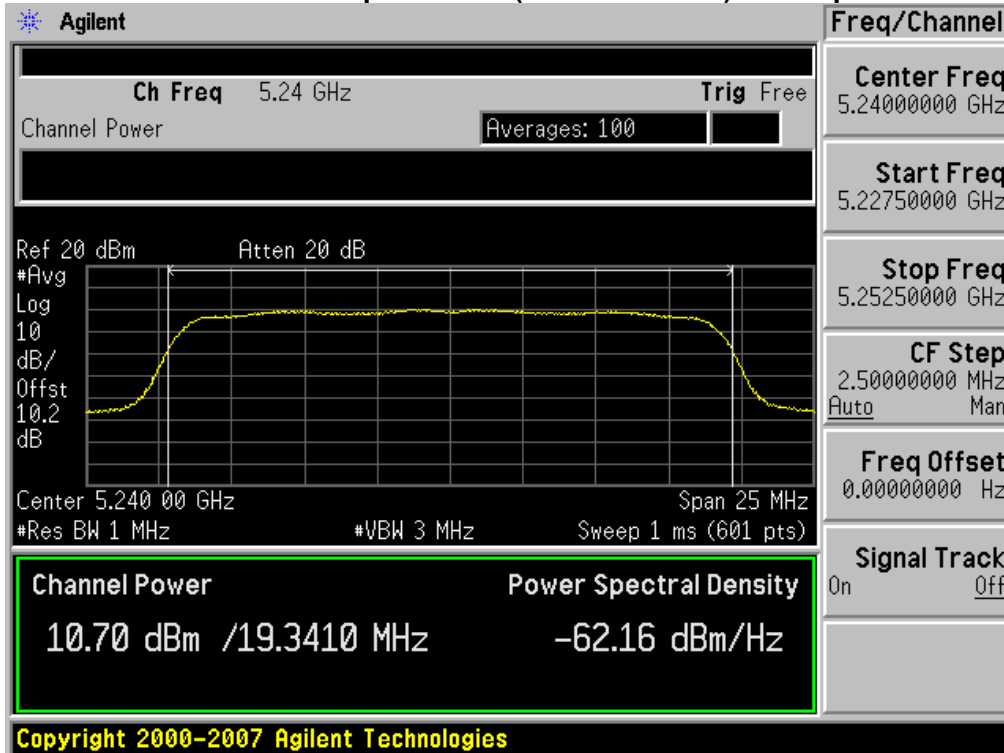 Agilent
Freq/Channel
Ch Freq 5.24 GHz Trig Free
Channel Power Averages: 100
Ref 20 dBm Atten 20 dB
#Avg
Log
10
dB/
Offst
10.2
dB
Center 5.240 00 GHz Span 25 MHz
#Res BW 1 MHz #VBW 3 MHz Sweep 1 ms (601 pts)
Channel Power Power Spectral Density
10.70 dBm /19.3410 MHz -62.16 dBm/Hz
Center Freq
5.24000000 GHz
Start Freq
5.22750000 GHz
Stop Freq
5.25250000 GHz
CF Step
2.50000000 MHz
Auto Man
Freq Offset
0.00000000 Hz
Signal Track
On Off
Copyright 2000-2007 Agilent Technologies